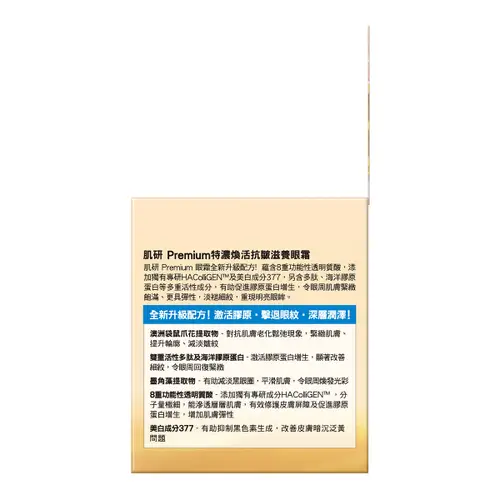 肌研 Premium特濃煥活抗皺滋養眼霜
肌研 Premium 眼霜全新升級配方! 蘊含8重功能性透明質酸，添
加獨有專研HAColliGEN™及美白成分377，另含多肽、海洋膠原
蛋白等多重活性成分，有助促進膠原蛋白增生，令眼周肌膚緊緻
飽滿、更具彈性，淡褪細紋，重現明亮眼眸。
全新升級配方！激活膠原・擊退眼紋・深層潤澤！
澳洲袋鼠爪花提取物 - 對抗肌膚老化鬆弛現象，緊緻肌膚、
提升輪廓、減淡皺紋
雙重活性多肽及海洋膠原蛋白 - 激活膠原蛋白增生，顯著改善
細紋，令眼周回復緊緻
墨角藻提取物 - 有助減淡黑眼圈，平滑肌膚，令眼周煥發光彩
8重功能性透明質酸 - 添加獨有專研成分HAColliGEN™，分
子量極細，能滲透層層肌膚，有效修護皮膚屏障及促進膠原
蛋白增生，增加肌膚彈性
美白成分377 - 有助抑制黑色素生成，改善皮膚暗沉泛黃
問題